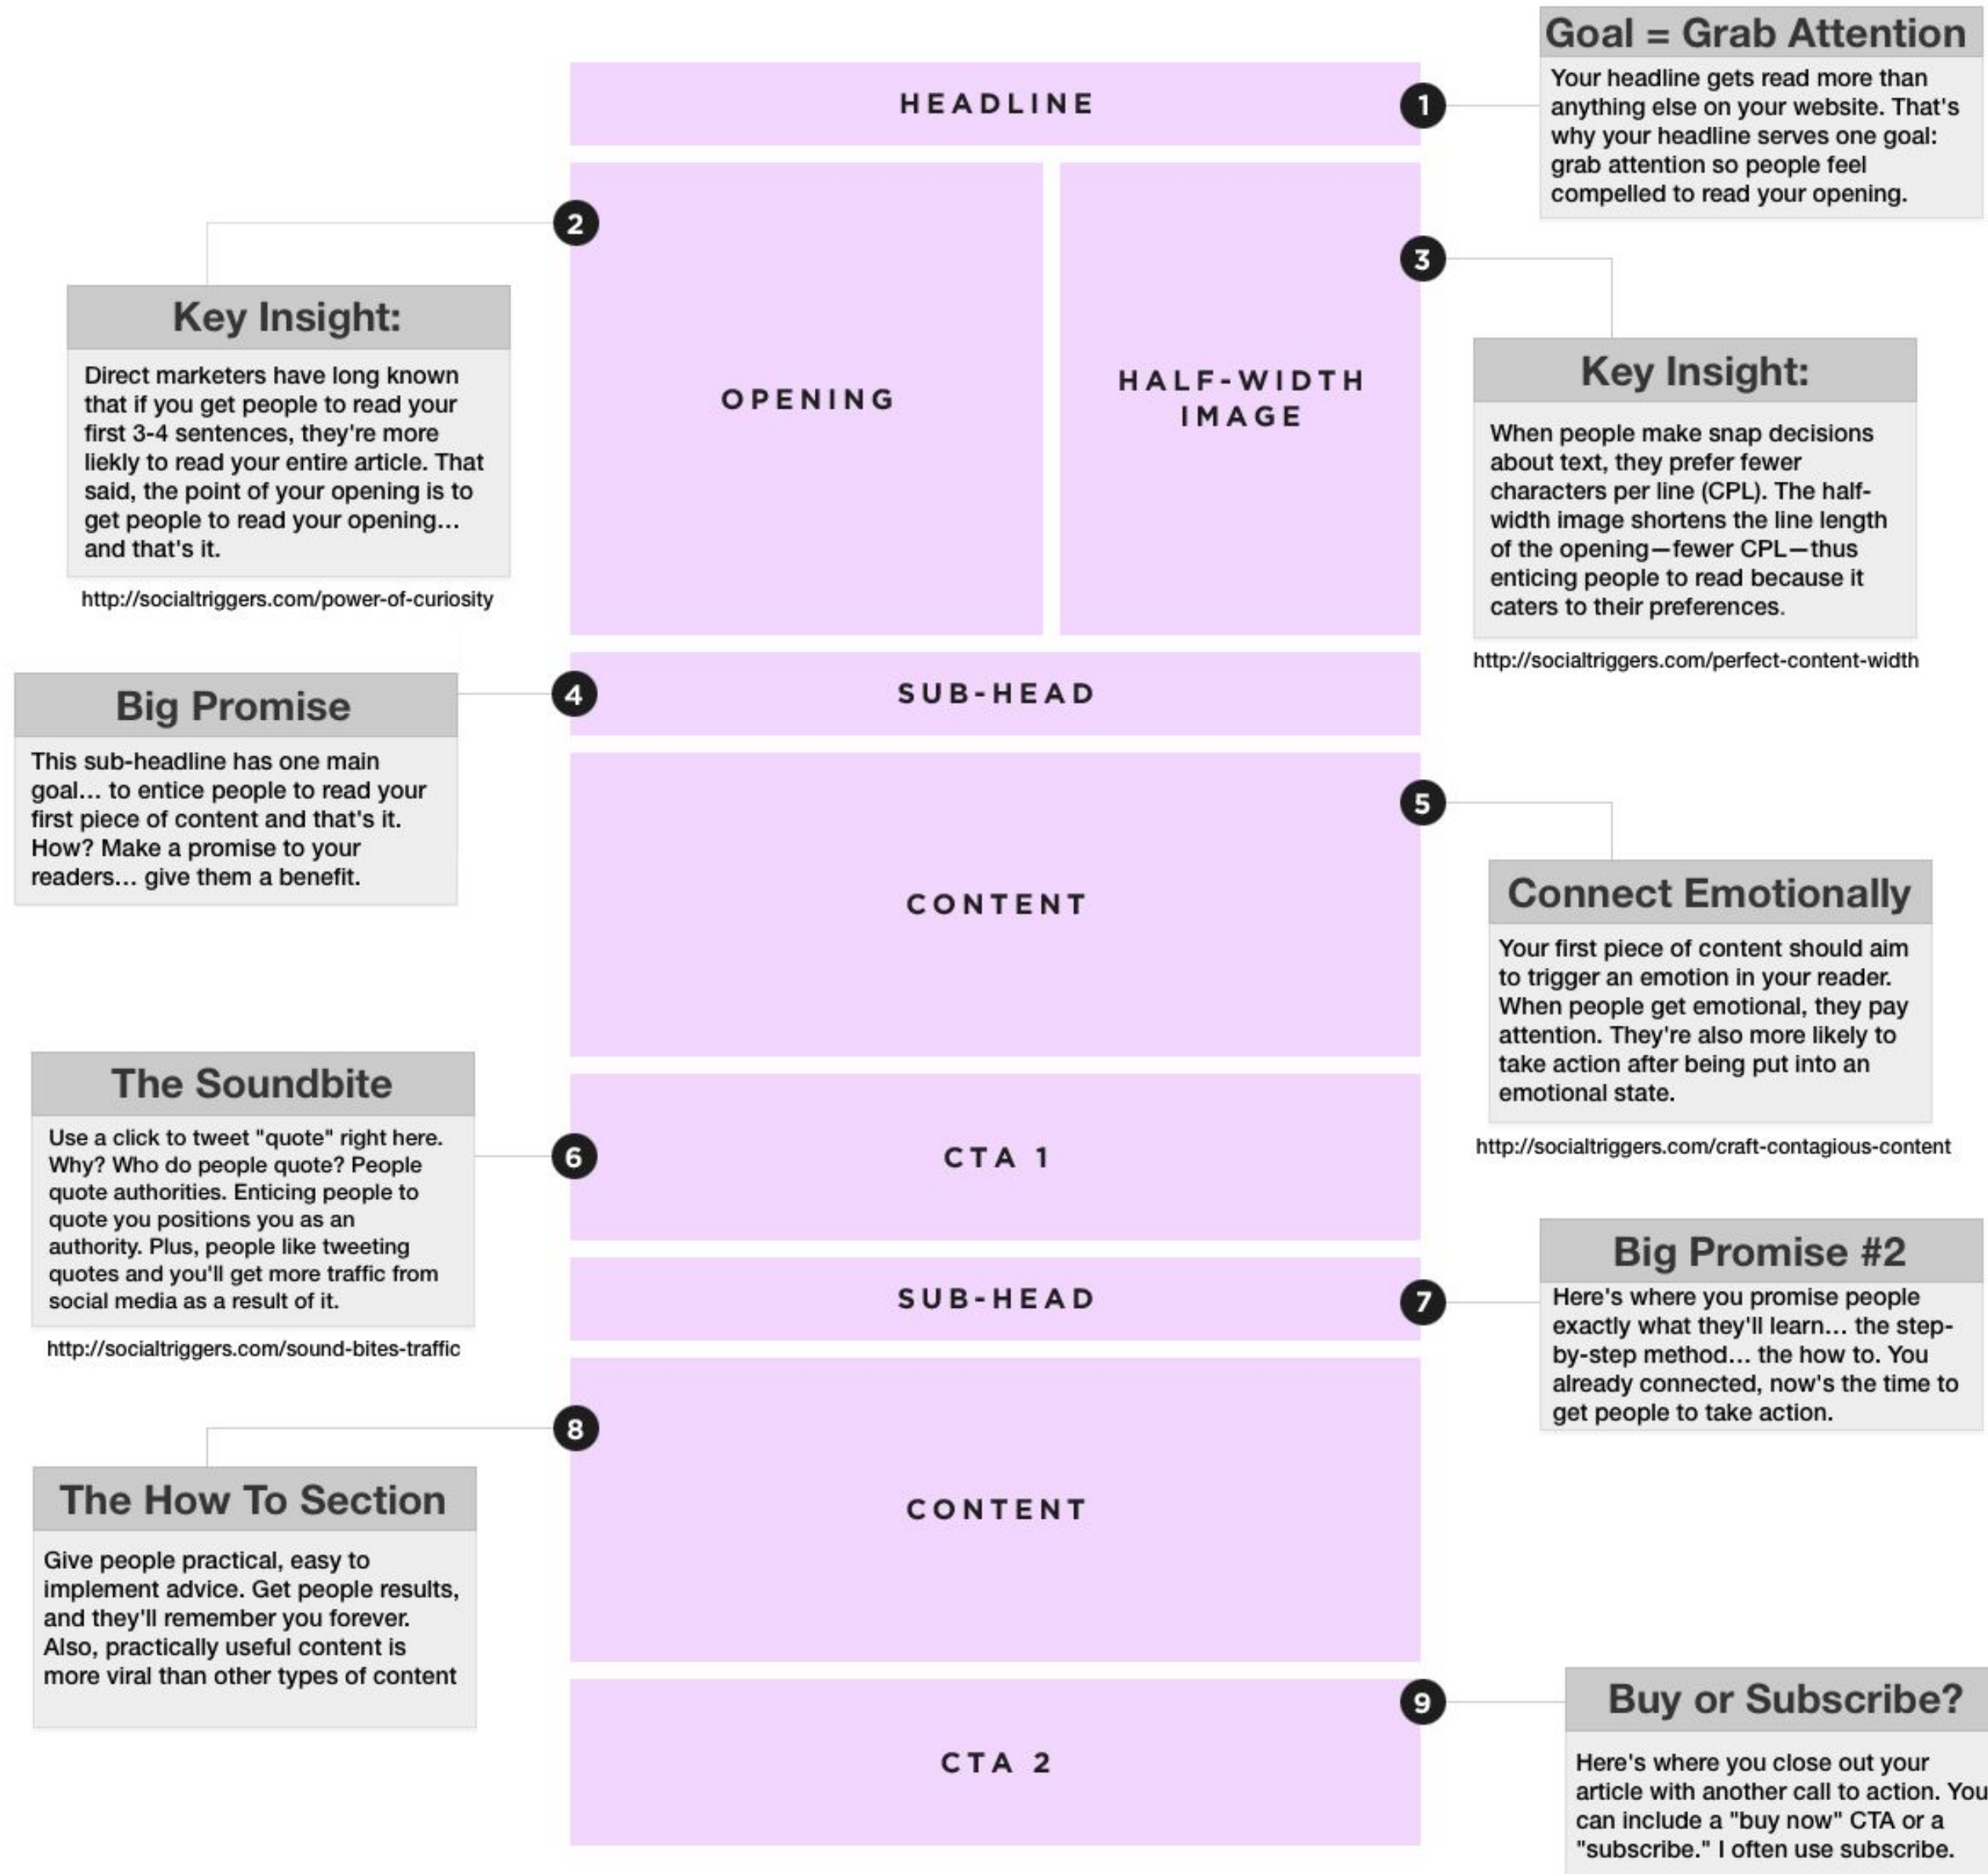 Goal = Grab Attention
Your headline gets read more than
anything else on your website. That's
why your headline serves one goal:
grab attention so people feel
compelled to read your opening.
HEADLINE
1
2
Key Insight:
Direct marketers have long known
that if you get people to read your
first 3-4 sentences, they're more
liekly to read your entire article. That
said, the point of your opening is to
get people to read your opening...
and that's it.
http://socialtriggers.com/power-of-curiosity
OPENING
HALF-WIDTH
IMAGE
3
Key Insight:
When people make snap decisions
about text, they prefer fewer
characters per line (CPL). The half-
width image shortens the line length
of the opening—fewer CPL—thus
enticing people to read because it
caters to their preferences.
http://socialtriggers.com/perfect-content-width
Big Promise
This sub-headline has one main
goal... to entice people to read your
first piece of content and that's it.
How? Make a promise to your
readers... give them a benefit.
4
SUB-HEAD
CONTENT
5
Connect Emotionally
Your first piece of content should aim
to trigger an emotion in your reader.
When people get emotional, they pay
attention. They're also more likely to
take action after being put into an
emotional state.
http://socialtriggers.com/craft-contagious-content
The Soundbite
Use a click to tweet "quote" right here.
Why? Who do people quote? People
quote authorities. Enticing people to
quote you positions you as an
authority. Plus, people like tweeting
quotes and you'll get more traffic from
social media as a result of it.
http://socialtriggers.com/sound-bites-traffic
6
CTA 1
SUB-HEAD
7
Big Promise #2
Here's where you promise people
exactly what they'll learn... the step-
by-step method... the how to. You
already connected, now's the time to
get people to take action.
8
The How To Section
Give people practical, easy to
implement advice. Get people results,
and they'll remember you forever.
Also, practically useful content is
more viral than other types of content
CONTENT
CTA 2
9
Buy or Subscribe?
Here's where you close out your
article with another call to action. You
can include a "buy now" CTA or a
"subscribe." I often use subscribe.